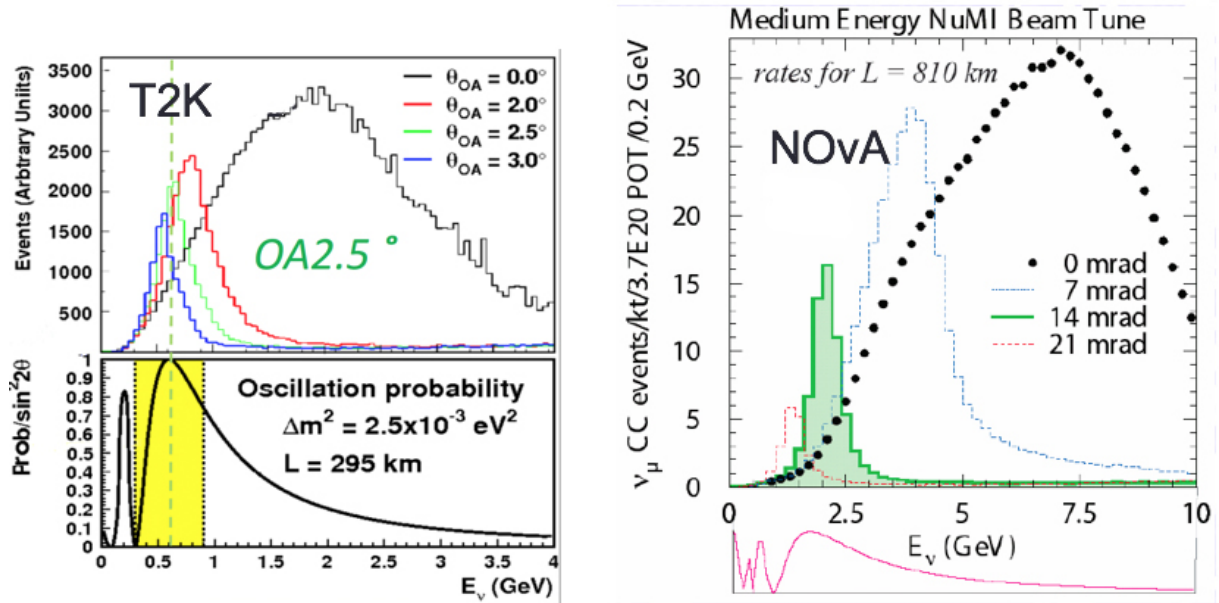 T2K
Events (Arbtrary Uniits)
3500
3000
2500
2000
1500
1000
500
θOA = 0.0°
θOA = 2.0°
θOA = 2.5°
θOA = 3.0°
OA2.5 °
Prob/sin²2θ
1
0.9
0.8
0.7
0.6
0.5
0.4
0.3
0.2
0.1
0
Oscillation probability
Δm² = 2.5x10⁻³ eV²
L = 295 km
0 0.5 1 1.5 2 2.5 3 3.5 4
Eν (GeV)
Medium Energy NuMI Beam Tune
rates for L = 810 km
NOvA
νμ CC events/kt/3.7E20 POT/0.2 GeV
30
25
20
15
10
5
0
0 mrad
7 mrad
14 mrad
21 mrad
0 2.5 5 7.5 10
Eν (GeV)